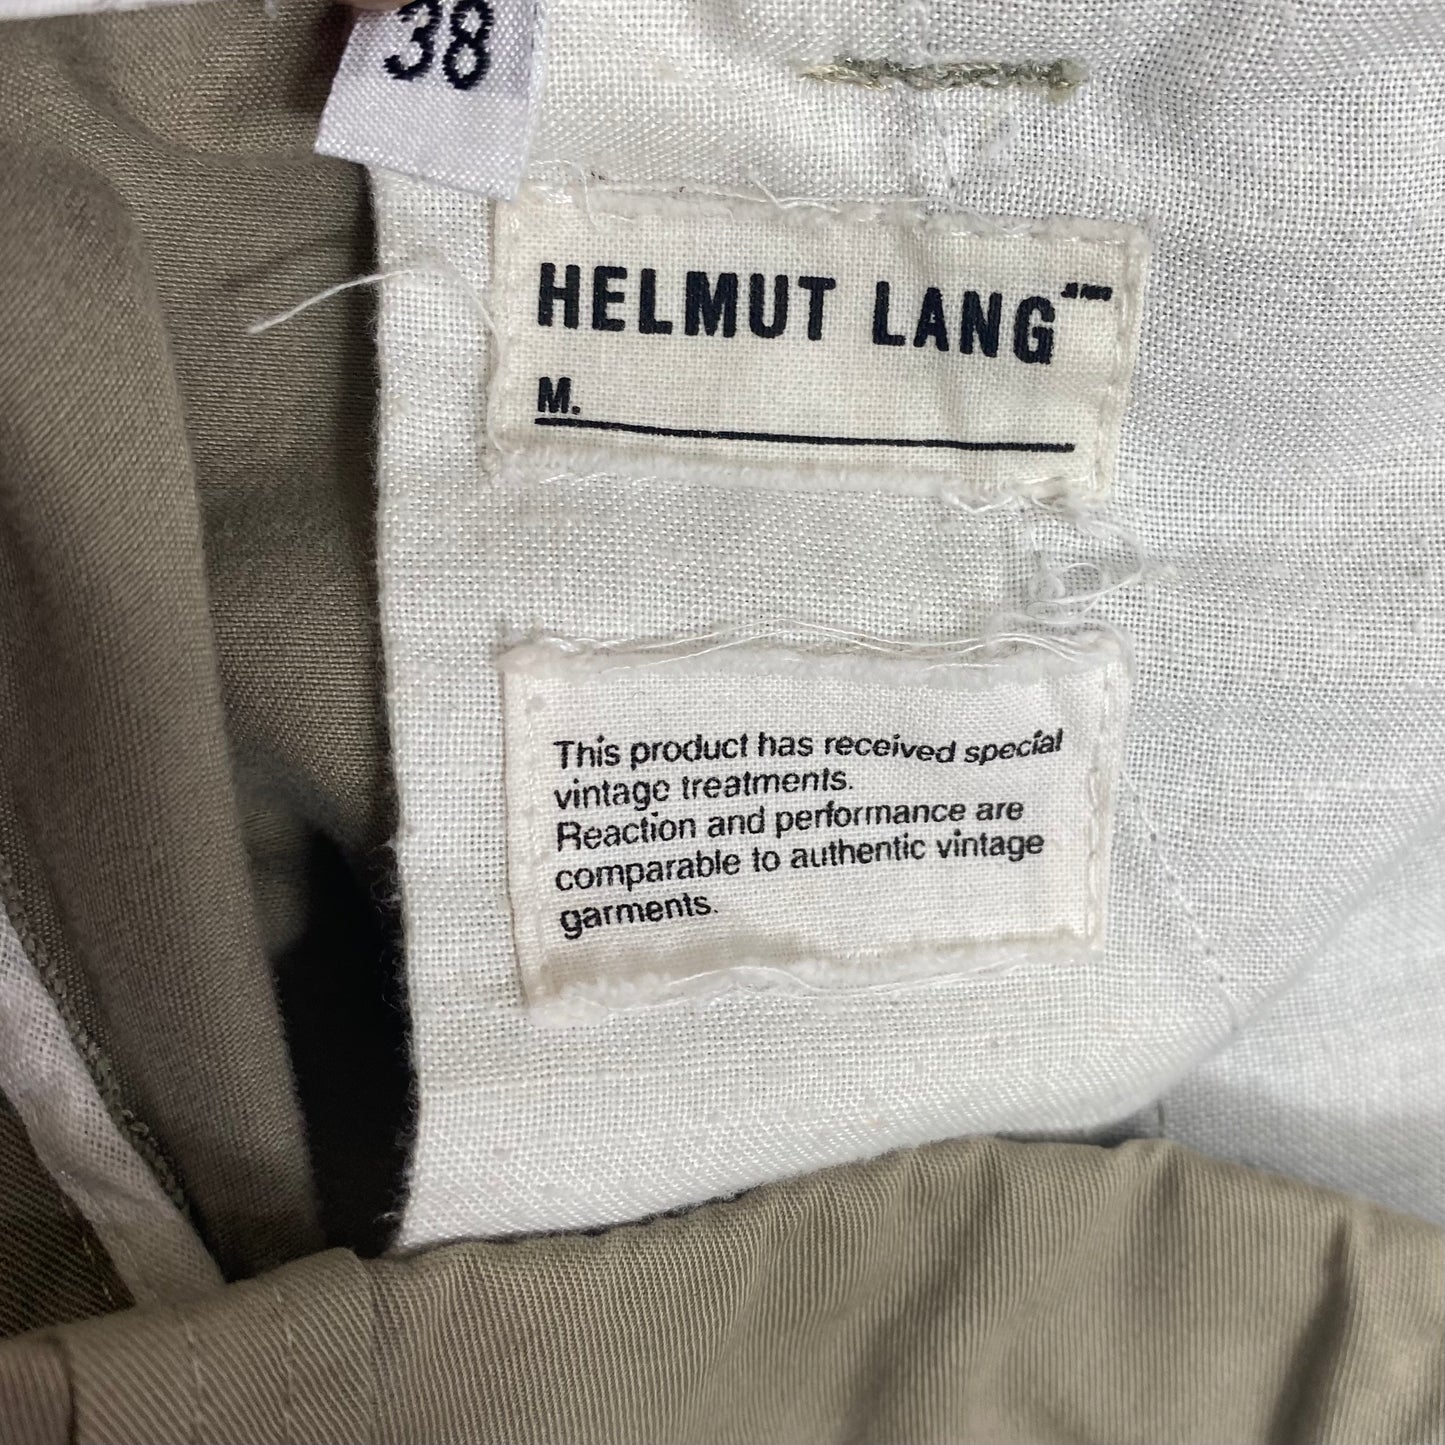 38
HELMUT LANG
M.
This product has received special
vintage treatments.
Reaction and performance are
comparable to authentic vintage
garments.